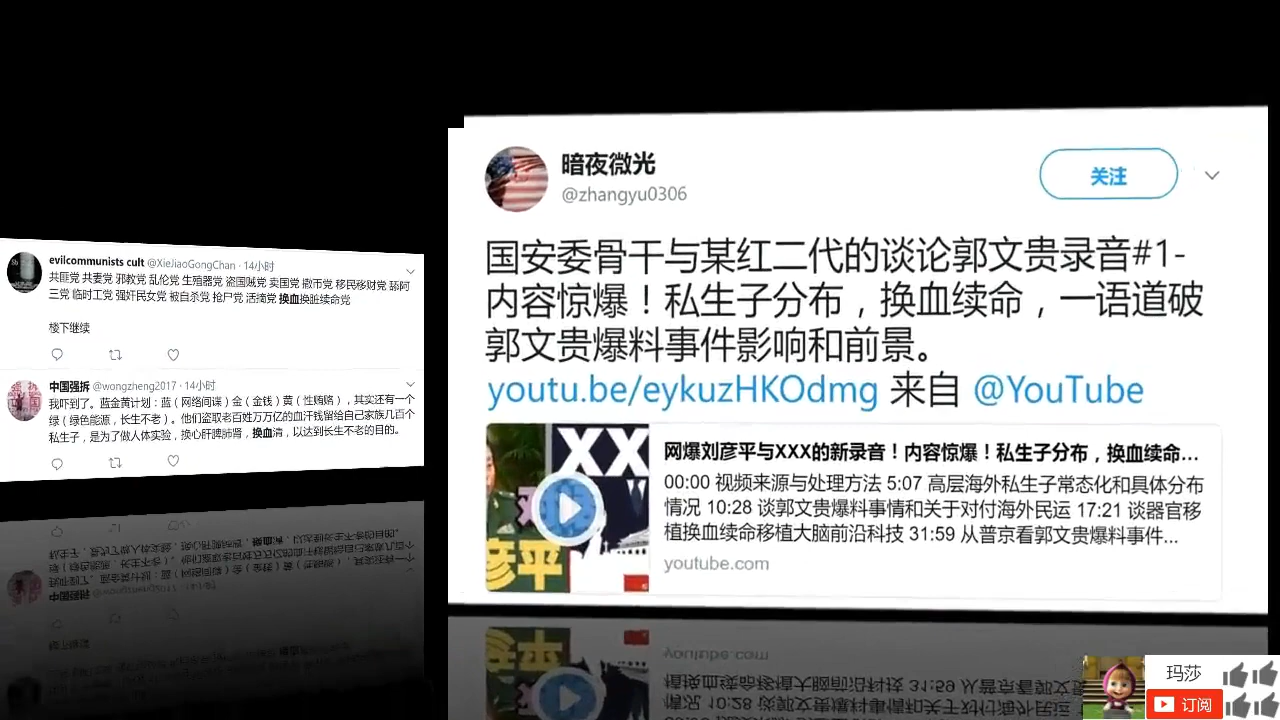 evilcommunists cult @XieJiaoGongChan · 14小时
共匪党 共妻党 邪教党 乱伦党 生殖器党 盗国贼党 卖国党 撒币党 移民移财党 舔阿
三党 临时工党 强奸民女党 被自杀党 抢尸党 活摘党 换血换脏续命党
楼下继续
中国强拆 @wongzheng2017 · 14小时
我吓到了。蓝金黄计划：蓝（网络间谍）金（金钱）黄（性贿赂），其实还有一个
绿（绿色能源，长生不老）。他们盗取老百姓万万亿的血汗钱留给自己家族几百个
私生子，是为了做人体实验，换心肝脾肺肾，换血清，以达到长生不老的目的。
暗夜微光
@zhangyu0306
关注
国安委骨干与某红二代的谈论郭文贵录音#1-
内容惊爆！私生子分布，换血续命，一语道破
郭文贵爆料事件影响和前景。
youtu.be/eykuzHKOdmg 来自 @YouTube
XX
彦平
网爆刘彦平与XXX的新录音！内容惊爆！私生子分布，换血续命...
00:00 视频来源与处理方法 5:07 高层海外私生子常态化和具体分布
情况 10:28 谈郭文贵爆料事情和关于对付海外民运 17:21 谈器官移
植换血续命移植大脑前沿科技 31:59 从普京看郭文贵爆料事件...
youtube.com
玛莎
订阅